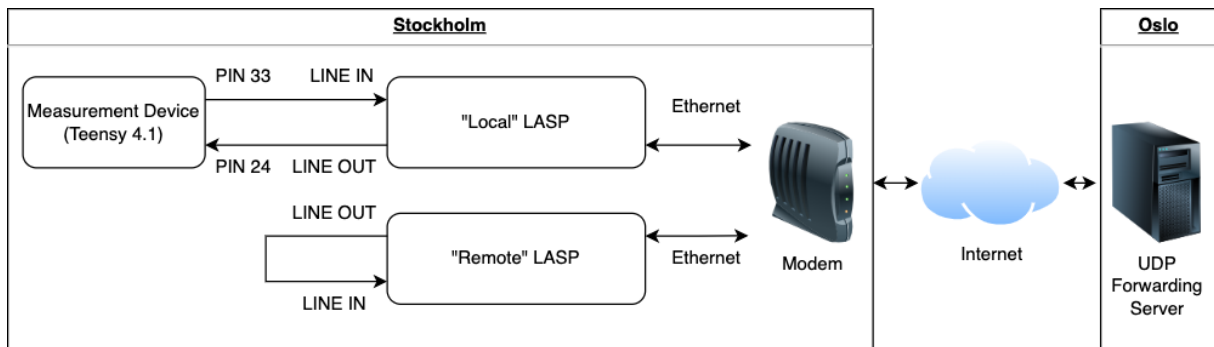 Stockholm
Oslo
PIN 33
LINE IN
Measurement Device
(Teensy 4.1)
"Local" LASP
Ethernet
PIN 24
LINE OUT
LINE OUT
"Remote" LASP
Ethernet
LINE IN
Modem
Internet
UDP
Forwarding
Server